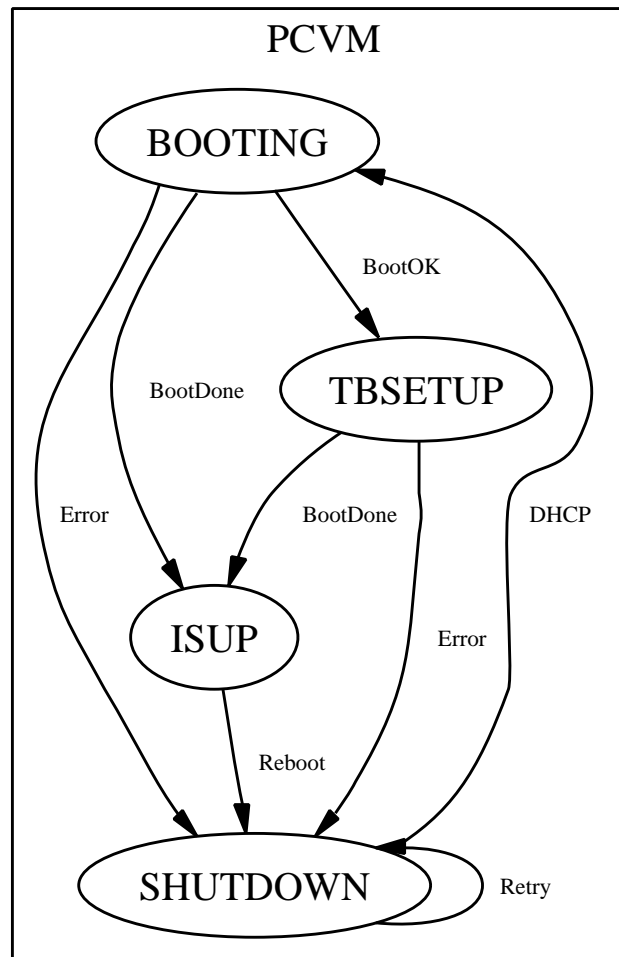 PCVM
BOOTING
BootOK
TBSETUP
BootDone
Error
BootDone
DHCP
ISUP
Error
Reboot
SHUTDOWN
Retry